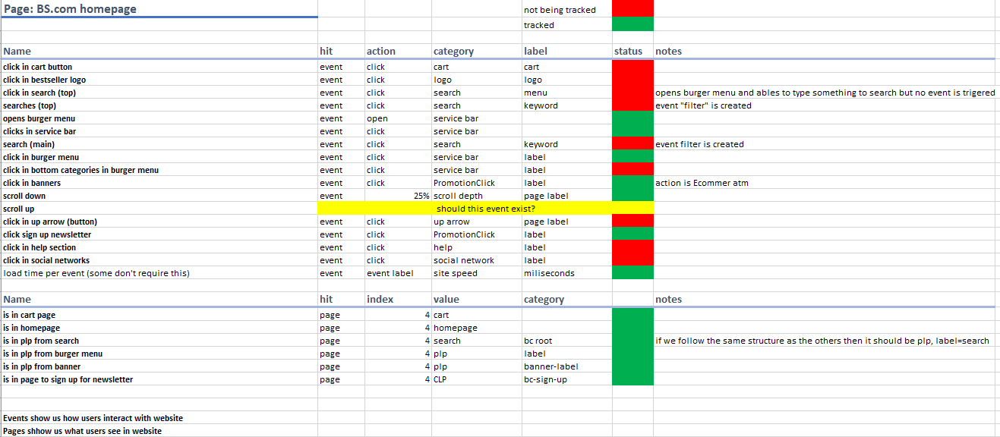 Page: BS.com homepage
not being tracked
tracked
Name hit action category label status notes
click in cart button event click cart cart
click in bestseller logo event click logo logo
click in search (top) event click search menu opens burger menu and ables to type something to search but no event is trigered
searches (top) event click search keyword event "filter" is created
opens burger menu event open service bar
clicks in service bar event click service bar
search (main) event click search keyword event filter is created
click in burger menu event click service bar label
click in bottom categories in burger menu event click service bar label
click in banners event click PromotionClick label action is Ecommer atm
scroll down event 25% scroll depth page label
scroll up should this event exist?
click in up arrow (button) event click up arrow page label
click sign up newsletter event click PromotionClick label
click in help section event click help label
click in social networks event click social network label
load time per event (some don't require this) event event label site speed miliseconds
Name hit index value category notes
is in cart page page 4 cart
is in homepage page 4 homepage
is in plp from search page 4 search bc root if we follow the same structure as the others then it should be plp, label=search
is in plp from burger menu page 4 plp label
is in plp from banner page 4 plp banner-label
is in page to sign up for newsletter page 4 CLP bc-sign-up
Events show us how users interact with website
Pages shhow us what users see in website